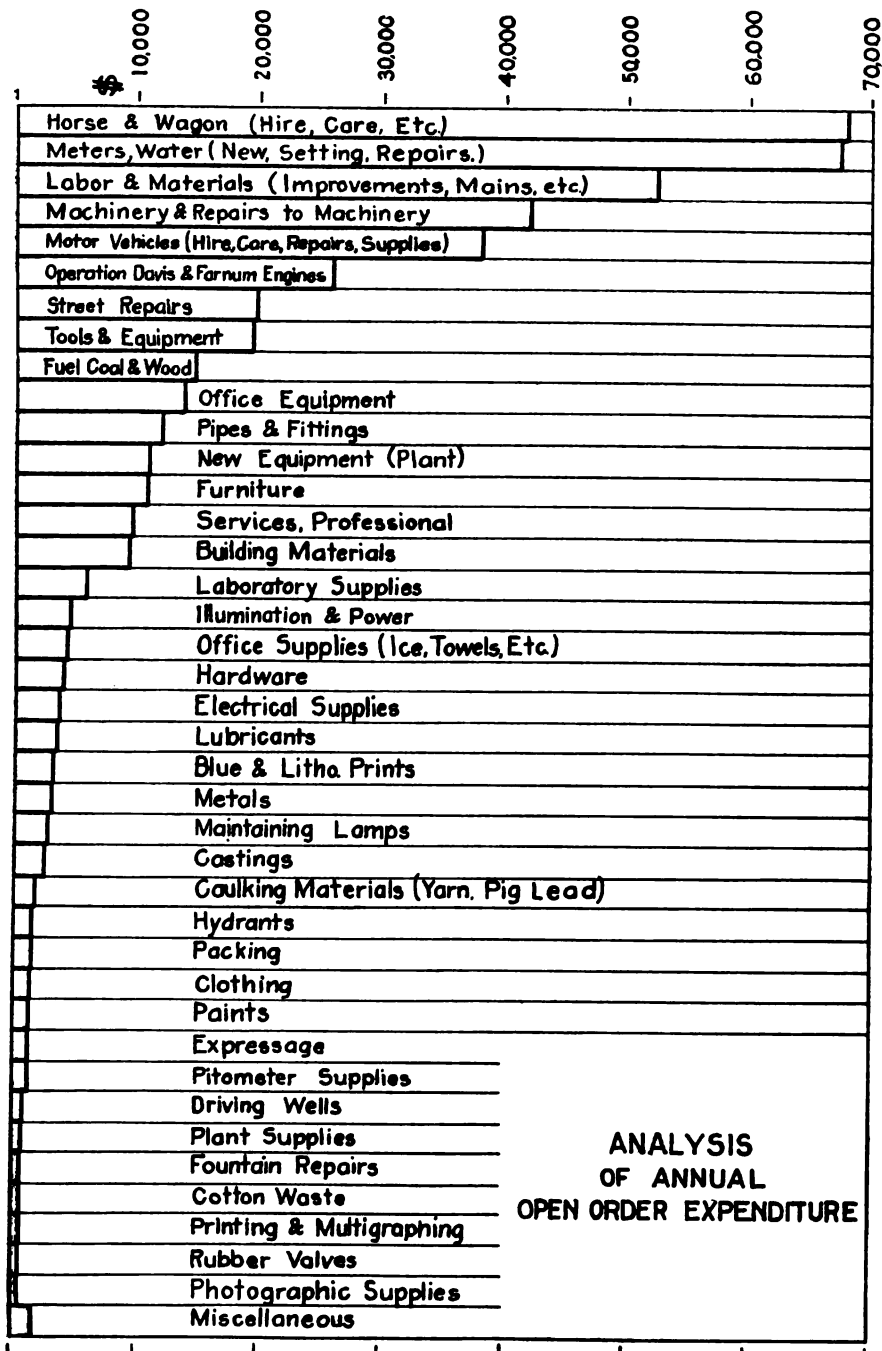 $ 10,000 20,000 30,000 40,000 50,000 60,000 70,000
Horse & Wagon (Hire, Care, Etc.)
Meters, Water (New, Setting, Repairs.)
Labor & Materials (Improvements, Mains, etc.)
Machinery & Repairs to Machinery
Motor Vehicles (Hire, Care, Repairs, Supplies)
Operation Davis & Farnum Engines
Street Repairs
Tools & Equipment
Fuel Coal & Wood
Office Equipment
Pipes & Fittings
New Equipment (Plant)
Furniture
Services, Professional
Building Materials
Laboratory Supplies
Illumination & Power
Office Supplies (Ice, Towels, Etc.)
Hardware
Electrical Supplies
Lubricants
Blue & Litho. Prints
Metals
Maintaining Lamps
Castings
Caulking Materials (Yarn, Pig Lead)
Hydrants
Packing
Clothing
Paints
Expressage
Pitometer Supplies
Driving Wells
Plant Supplies
Fountain Repairs
Cotton Waste
Printing & Multigraphing
Rubber Valves
Photographic Supplies
Miscellaneous
ANALYSIS
OF ANNUAL
OPEN ORDER EXPENDITURE